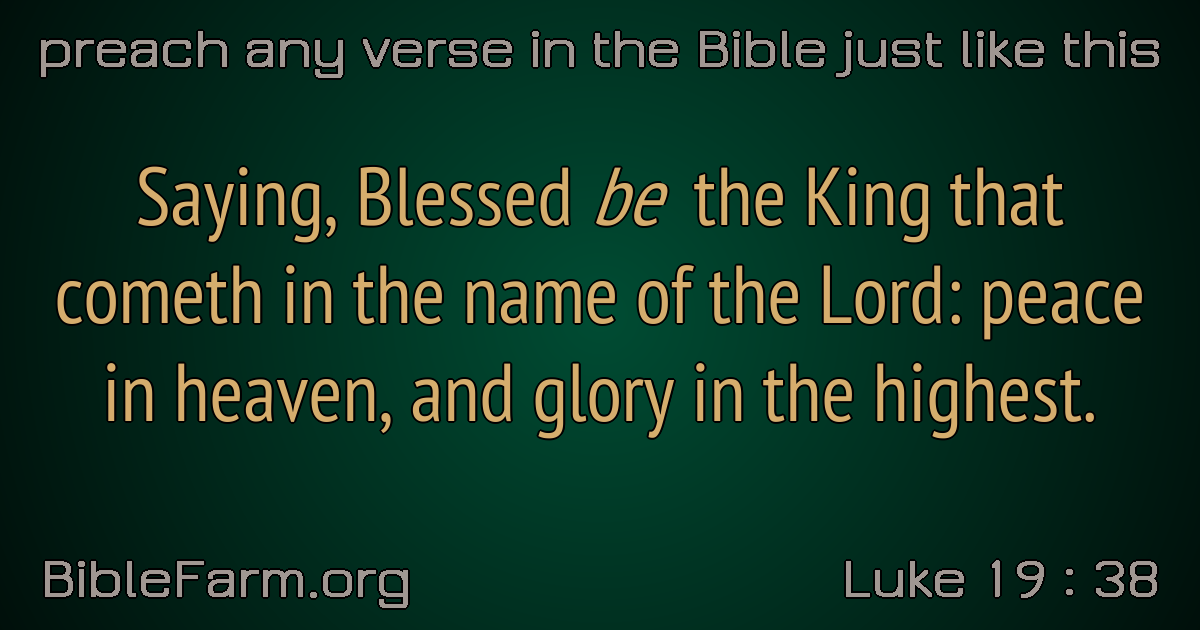 preach any verse in the Bible just like this
Saying, Blessed be the King that
cometh in the name of the Lord: peace
in heaven, and glory in the highest.
BibleFarm.org
Luke 19 : 38